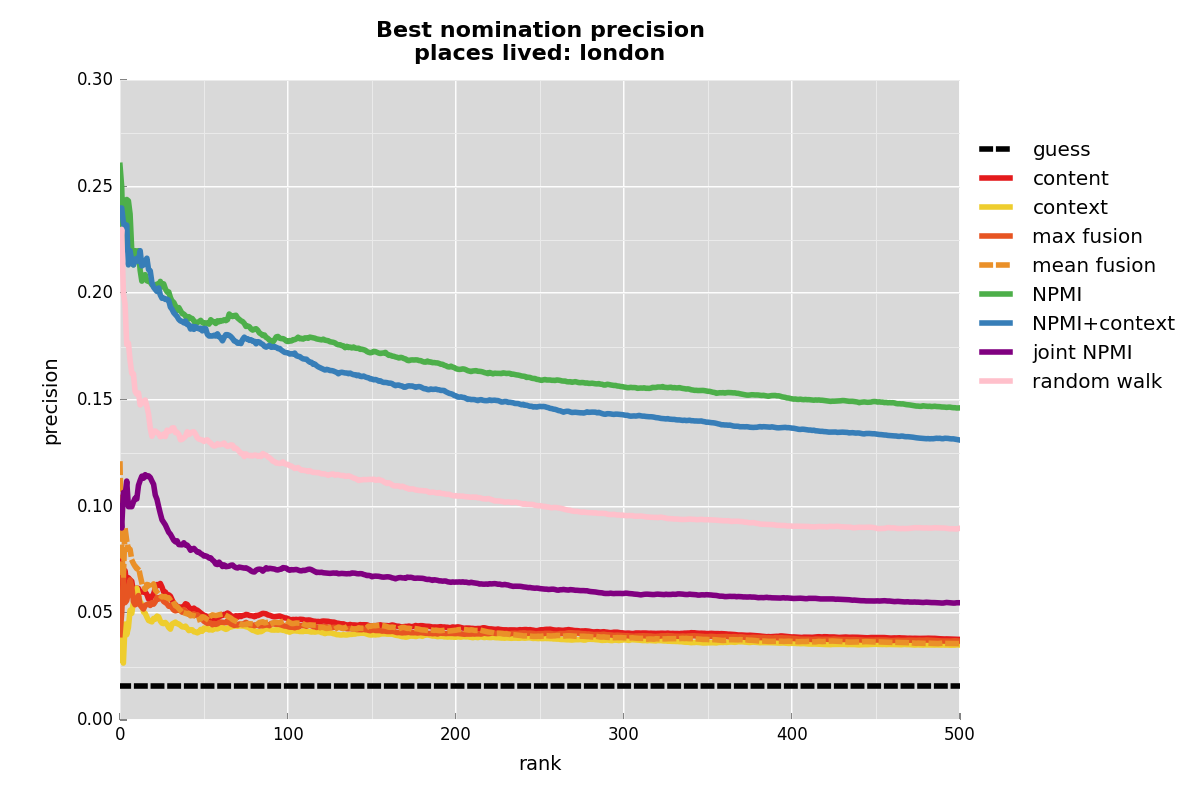 Best nomination precision
places lived: london
precision
0.30
0.25
0.20
0.15
0.10
0.05
0.00
0
100
200
300
400
500
rank
guess
content
context
max fusion
mean fusion
NPMI
NPMI+context
joint NPMI
random walk